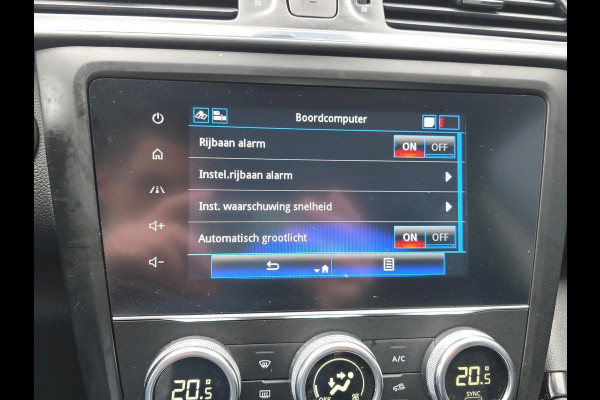 Boordcomputer
Rijbaan alarm ON OFF
Instel.rijbaan alarm
Inst. waarschuwing snelheid
Automatisch grootlicht ON OFF
A/C
20.5
20.5
OFF
SYNC